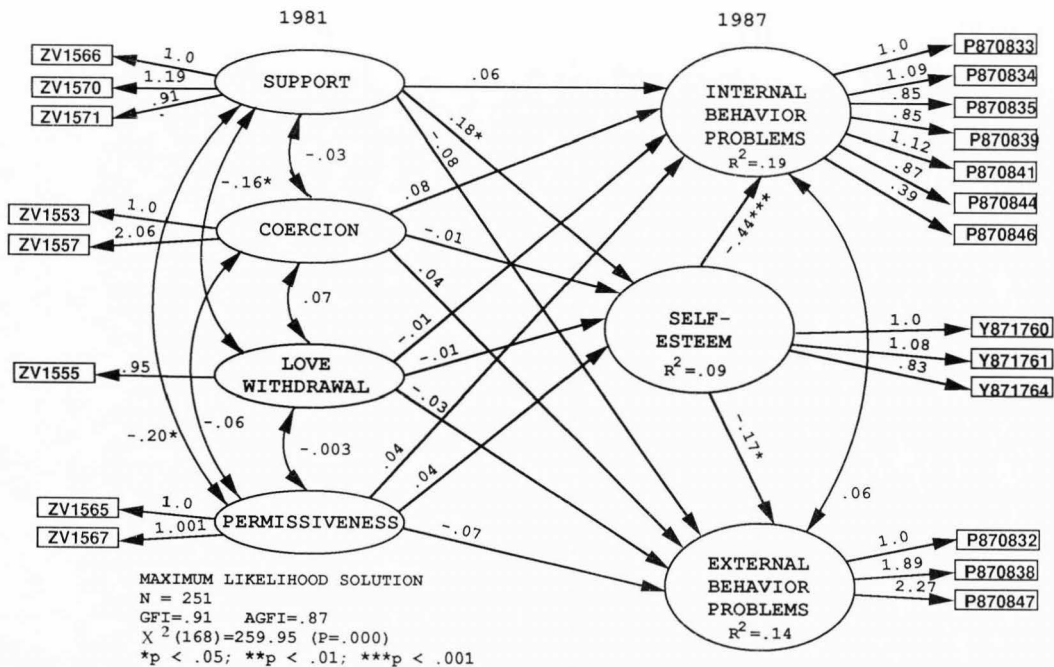 1981
1987
ZV1566
ZV1570
ZV1571
1.0
1.19
.91
SUPPORT
.06
.18*
-.08
-.03
-.16*
ZV1553
ZV1557
1.0
2.06
COERCION
.08
-.01
.04
.07
ZV1555
.95
LOVE
WITHDRAWAL
-.01
-.01
-.03
-.06
-.20*
-.003
ZV1565
ZV1567
1.0
1.001
PERMISSIVENESS
.04
.04
-.07
INTERNAL
BEHAVIOR
PROBLEMS
R²=.19
1.0
1.09
.85
.85
1.12
.87
.39
P870833
P870834
P870835
P870839
P870841
P870844
P870846
-.44***
SELF-
ESTEEM
R²=.09
1.0
1.08
.83
Y871760
Y871761
Y871764
-.17*
.06
EXTERNAL
BEHAVIOR
PROBLEMS
R²=.14
1.0
1.89
2.27
P870832
P870838
P870847
MAXIMUM LIKELIHOOD SOLUTION
N = 251
GFI=.91 AGFI=.87
X²(168)=259.95 (P=.000)
*p < .05; **p < .01; ***p < .001